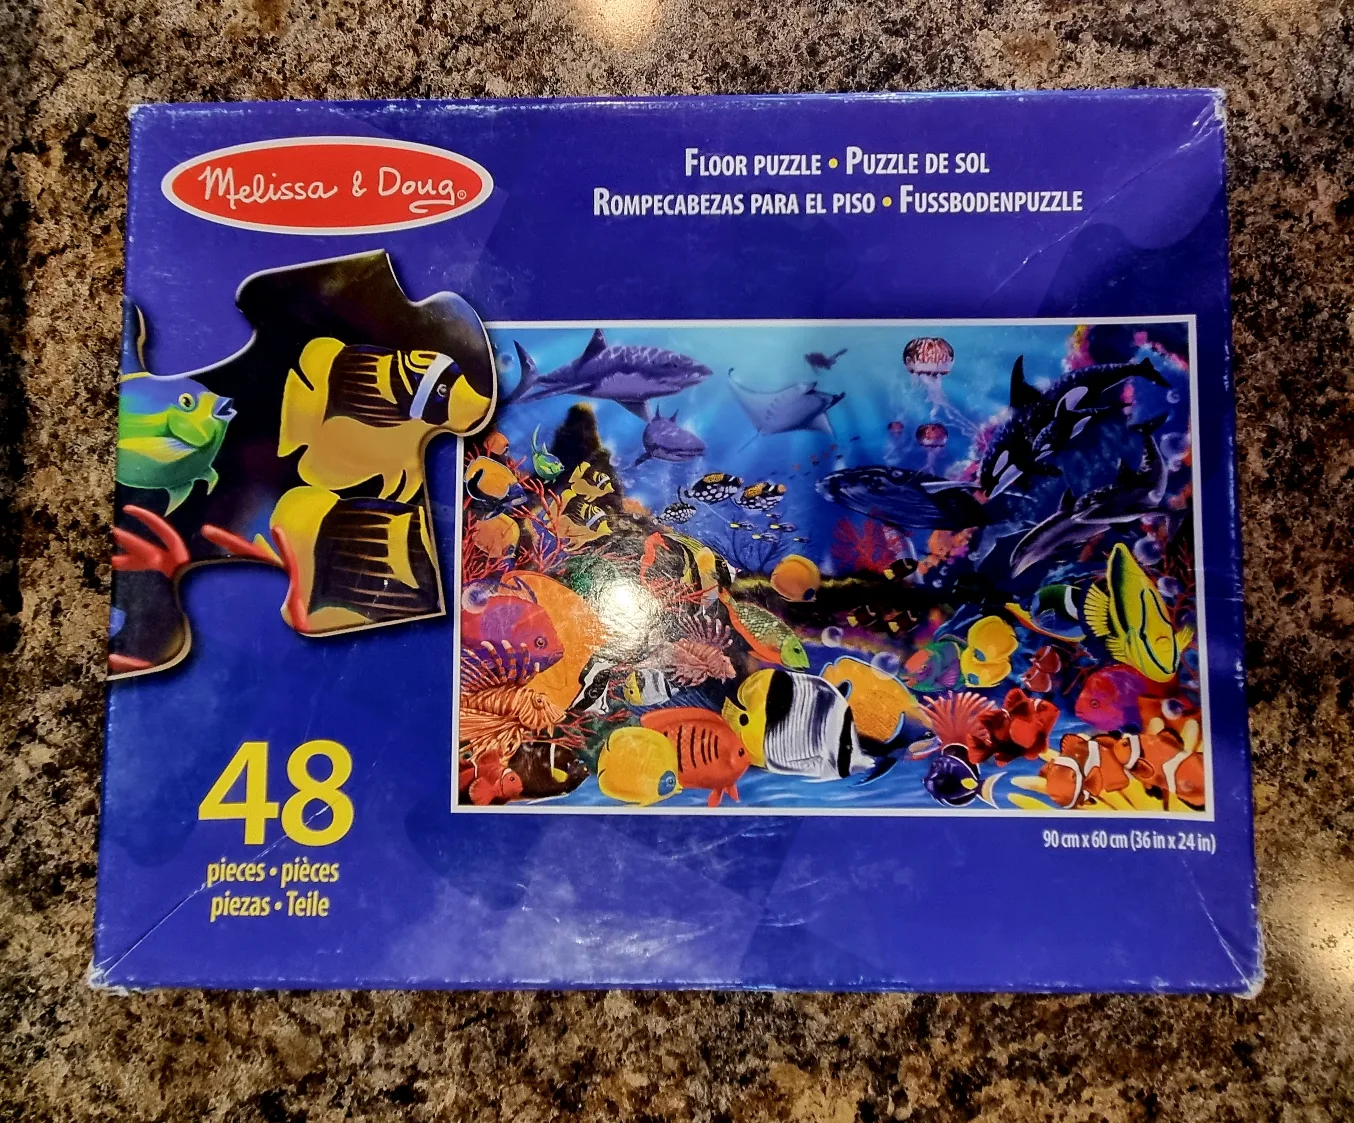 Melissa & Doug®
FLOOR PUZZLE • PUZZLE DE SOL
ROMPECABEZAS PARA EL PISO • FUSSBODENPUZZLE
48
pieces • pièces
piezas • Teile
90 cm x 60 cm (36 in x 24 in)